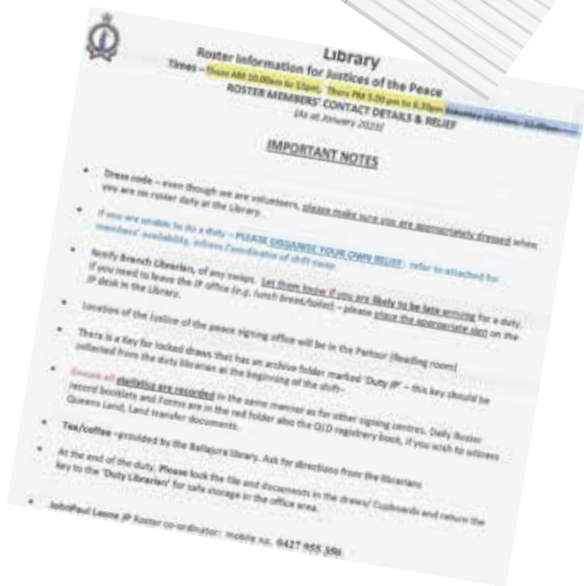 Library
Roster Information for Justices of the Peace
Times – Thurs AM 10.00am to 12pm, Thurs PM 5.00 pm to 6.30pm Saturday 10.00am
ROSTER MEMBERS' CONTACT DETAILS & RELIEF
(As at January 2023)
IMPORTANT NOTES
• Dress code – even though we are volunteers, please make sure you are appropriately dressed when
you are on roster duty at the Library.
• If you are unable to do a duty – PLEASE ORGANISE YOUR OWN RELIEF: refer to attached for
members' availability, inform Coordinator of shift swap
• Notify Branch Librarian, of any swaps. Let them know if you are likely to be late arriving for a duty.
If you need to leave the JP office (e.g. lunch break/toilet) – please place the appropriate sign on the
JP desk in the Library.
• Location of the Justice of the peace signing office will be in the Parlour (Reading room)
• There is a Key for locked draws that has an archive folder marked 'Duty JP' – this key should be
collected from the duty librarian at the beginning of the shift-
• Ensure all statistics are recorded in the same manner as for other signing centres. Daily Roster
record booklets and Forms are in the red folder also the QLD registrery book, if you wish to witness
Queens Land, Land transfer documents.
• Tea/coffee –provided by the Ballajura library. Ask for directions from the librarians
• At the end of the duty, Please lock the file and documents in the draws/ Cupboards and return the
key to the 'Duty Librarian' for safe storage in the office area.
• JohnPaul Leone JP Roster co-ordinator: mobile no. 0427 955 356